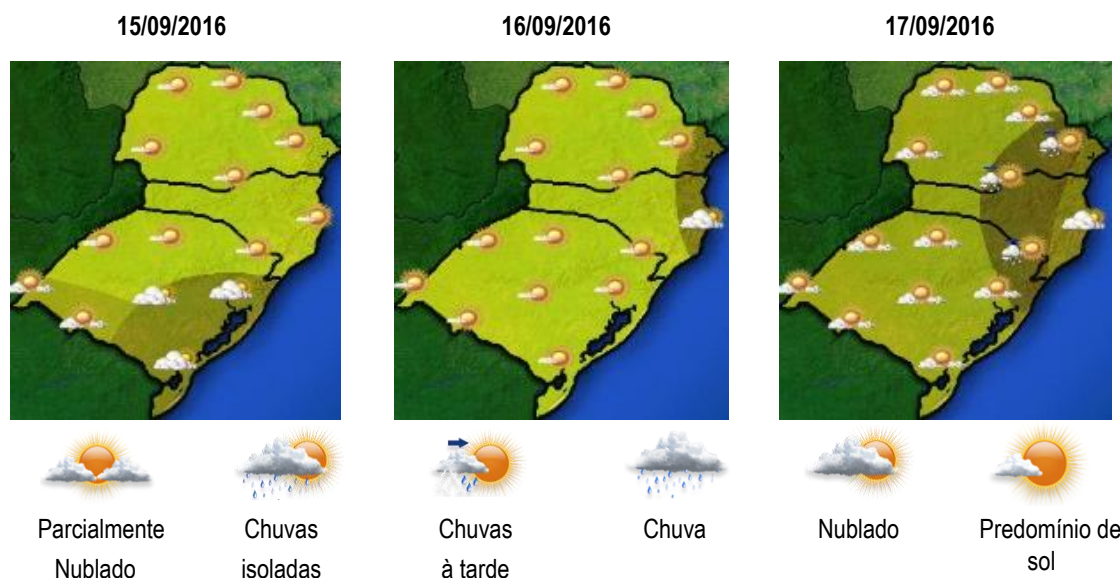 15/09/2016
16/09/2016
17/09/2016
Parcialmente
Nublado
Chuvas
isoladas
Chuvas
à tarde
Chuva
Nublado
Predomínio de
sol